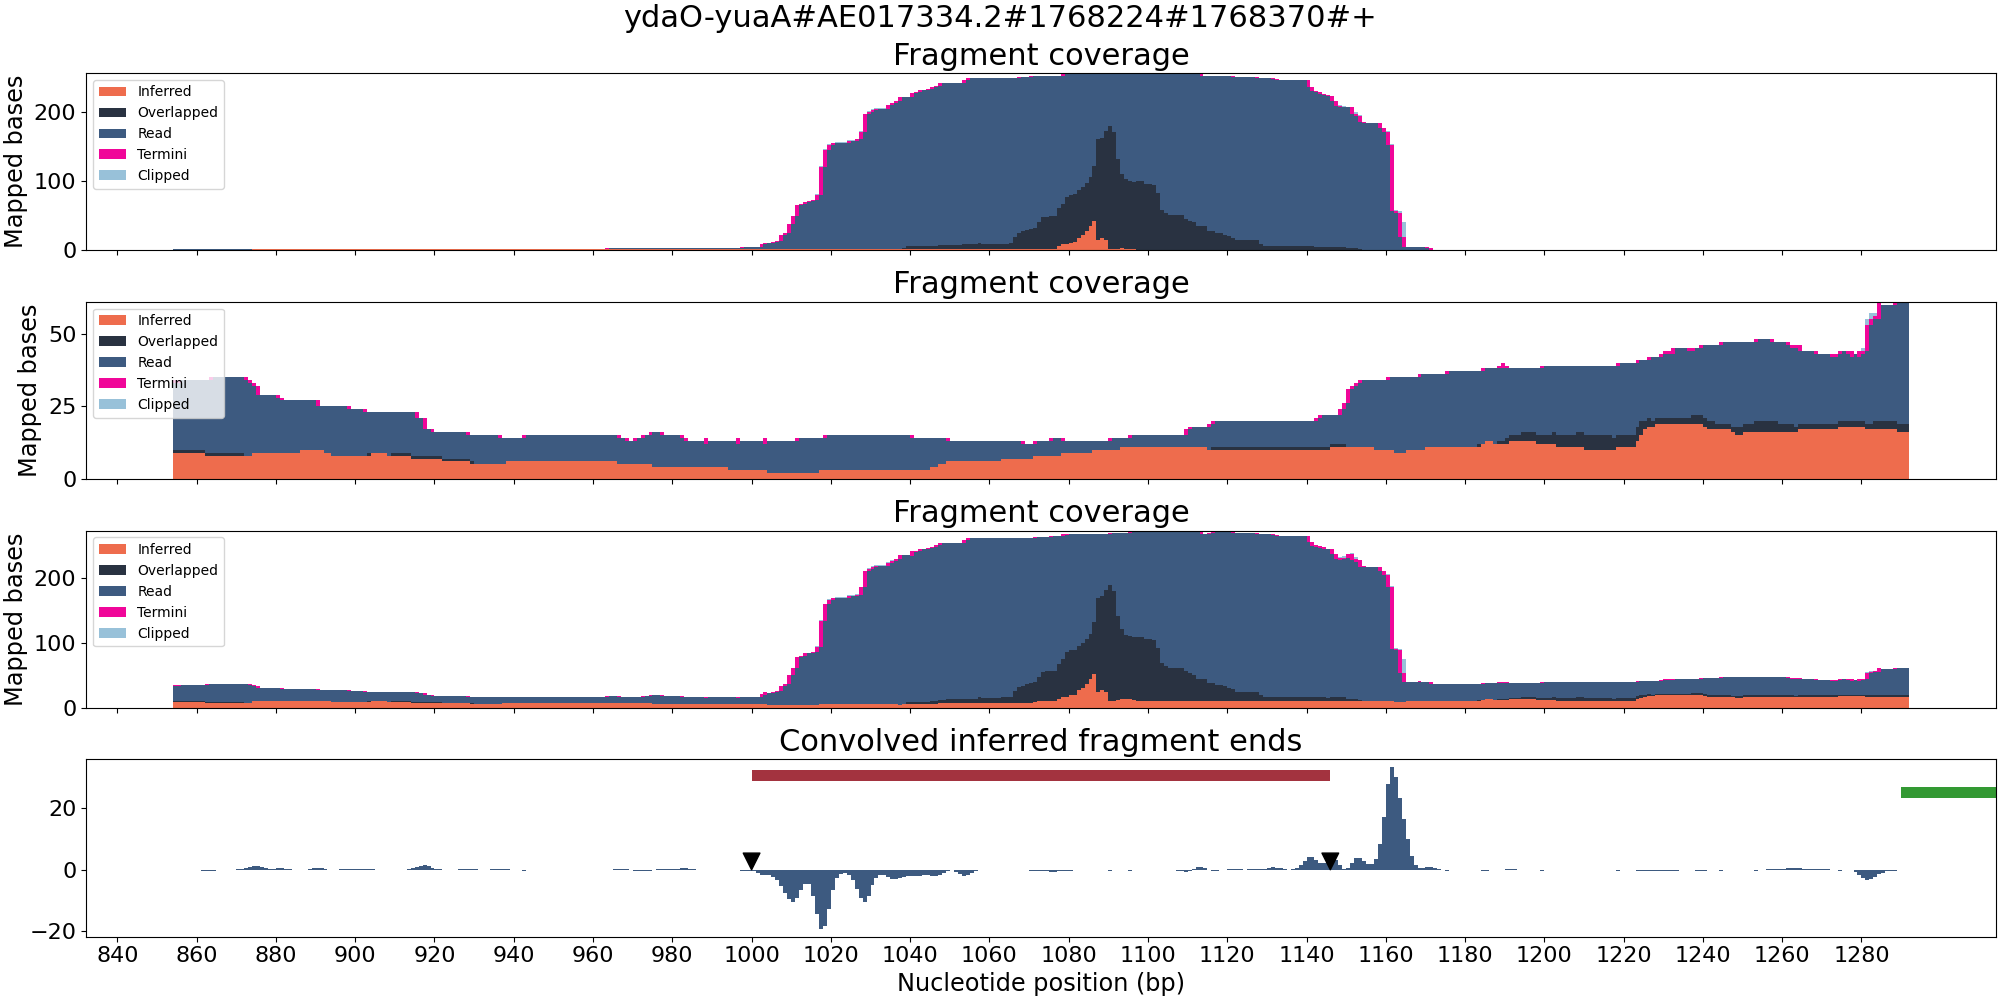 ydaO-yuaA#AE017334.2#1768224#1768370#+
Fragment coverage
Mapped bases
200
100
0
Inferred
Overlapped
Read
Termini
Clipped
Fragment coverage
Mapped bases
50
25
0
Inferred
Overlapped
Read
Termini
Clipped
Fragment coverage
Mapped bases
200
100
0
Inferred
Overlapped
Read
Termini
Clipped
Convolved inferred fragment ends
20
0
−20
840 860 880 900 920 940 960 980 1000 1020 1040 1060 1080 1100 1120 1140 1160 1180 1200 1220 1240 1260 1280
Nucleotide position (bp)